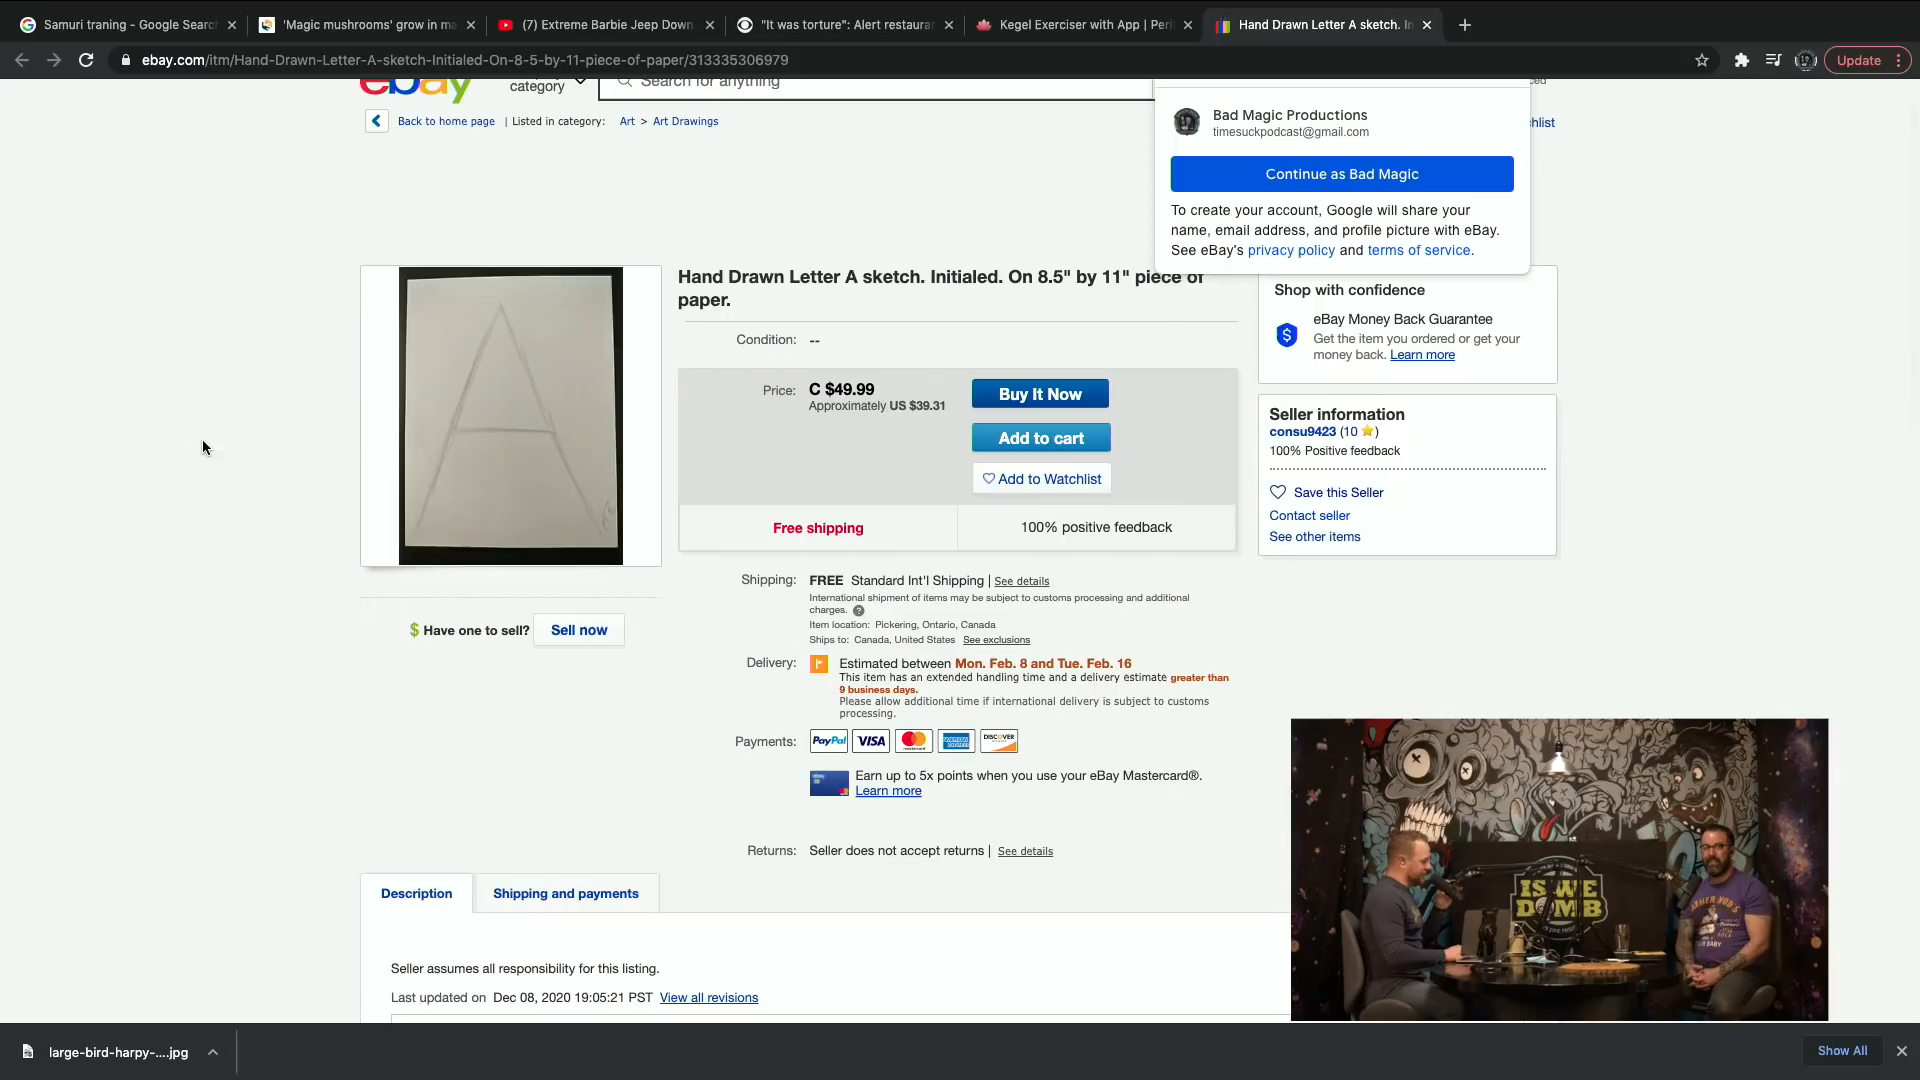 Samuri traning - Google Searc
'Magic mushrooms' grow in ma
(7) Extreme Barbie Jeep Down
"It was torture": Alert restaurar
Kegel Exerciser with App | Peri
Hand Drawn Letter A sketch. In
ebay.com/itm/Hand-Drawn-Letter-A-sketch-Initialed-On-8-5-by-11-piece-of-paper/313335306979
Update
ebay
category
Search for anything
Back to home page | Listed in category: Art > Art Drawings
hlist
Bad Magic Productions
timesuckpodcast@gmail.com
Continue as Bad Magic
To create your account, Google will share your
name, email address, and profile picture with eBay.
See eBay's privacy policy and terms of service.
A
Hand Drawn Letter A sketch. Initialed. On 8.5" by 11" piece of
paper.
Condition: --
Price: C $49.99
Approximately US $39.31
Buy It Now
Add to cart
Add to Watchlist
Free shipping
100% positive feedback
Shop with confidence
eBay Money Back Guarantee
Get the item you ordered or get your
money back. Learn more
Seller information
consu9423 (10)
100% Positive feedback
Save this Seller
Contact seller
See other items
$ Have one to sell? Sell now
Shipping: FREE Standard Int'l Shipping | See details
International shipment of items may be subject to customs processing and additional
charges. ?
Item location: Pickering, Ontario, Canada
Ships to: Canada, United States See exclusions
Delivery: Estimated between Mon. Feb. 8 and Tue. Feb. 16
This item has an extended handling time and a delivery estimate greater than
9 business days.
Please allow additional time if international delivery is subject to customs
processing.
Payments: PayPal VISA mastercard AMERICAN EXPRESS DISCOVER
Earn up to 5x points when you use your eBay Mastercard®.
Learn more
Returns: Seller does not accept returns | See details
Description
Shipping and payments
Seller assumes all responsibility for this listing.
Last updated on Dec 08, 2020 19:05:21 PST View all revisions
IS WE
DUMB
large-bird-harpy-....jpg
Show All